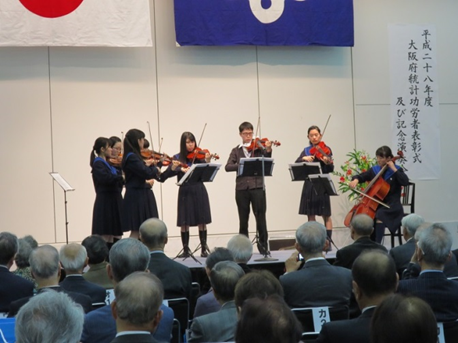 平成二十八年度
大阪府統計功労者表彰式
及び記念演